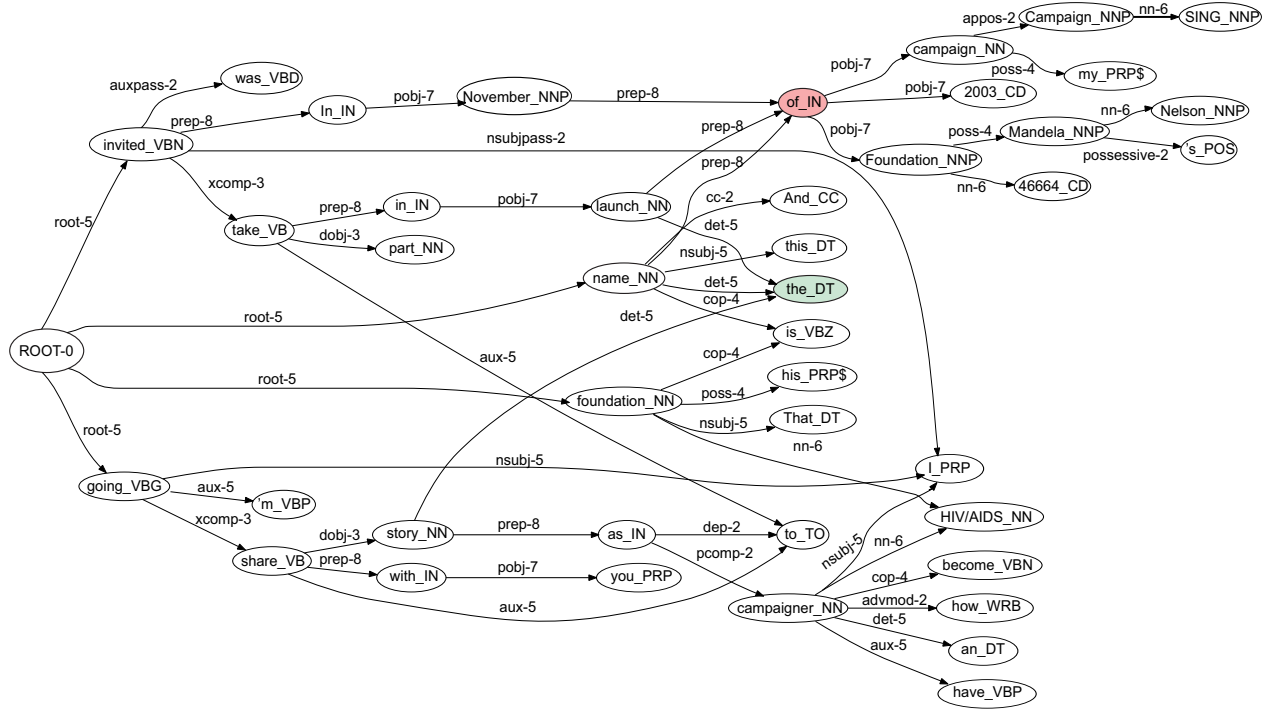 appos-2
Campaign_NNP
nn-6
SING_NNP
campaign_NN
pobj-7
poss-4
my_PRP$
auxpass-2
was_VBD
pobj-7
2003_CD
prep-8
In_IN
pobj-7
November_NNP
prep-8
of_IN
nn-6
Nelson_NNP
invited_VBN
nsubjpass-2
prep-8
pobj-7
poss-4
Mandela_NNP
possessive-2
's_POS
Foundation_NNP
nn-6
46664_CD
prep-8
xcomp-3
prep-8
in_IN
pobj-7
launch_NN
cc-2
And_CC
root-5
take_VB
dobj-3
part_NN
det-5
nsubj-5
this_DT
name_NN
det-5
the_DT
cop-4
root-5
det-5
is_VBZ
ROOT-0
aux-5
cop-4
root-5
foundation_NN
poss-4
his_PRP$
nsubj-5
That_DT
nn-6
root-5
nsubj-5
I_PRP
going_VBG
aux-5
'm_VBP
HIV/AIDS_NN
xcomp-3
dobj-3
story_NN
prep-8
as_IN
dep-2
to_TO
nsubj-5
nn-6
share_VB
prep-8
with_IN
pobj-7
you_PRP
pcomp-2
become_VBN
cop-4
aux-5
campaigner_NN
advmod-2
how_WRB
det-5
an_DT
aux-5
have_VBP